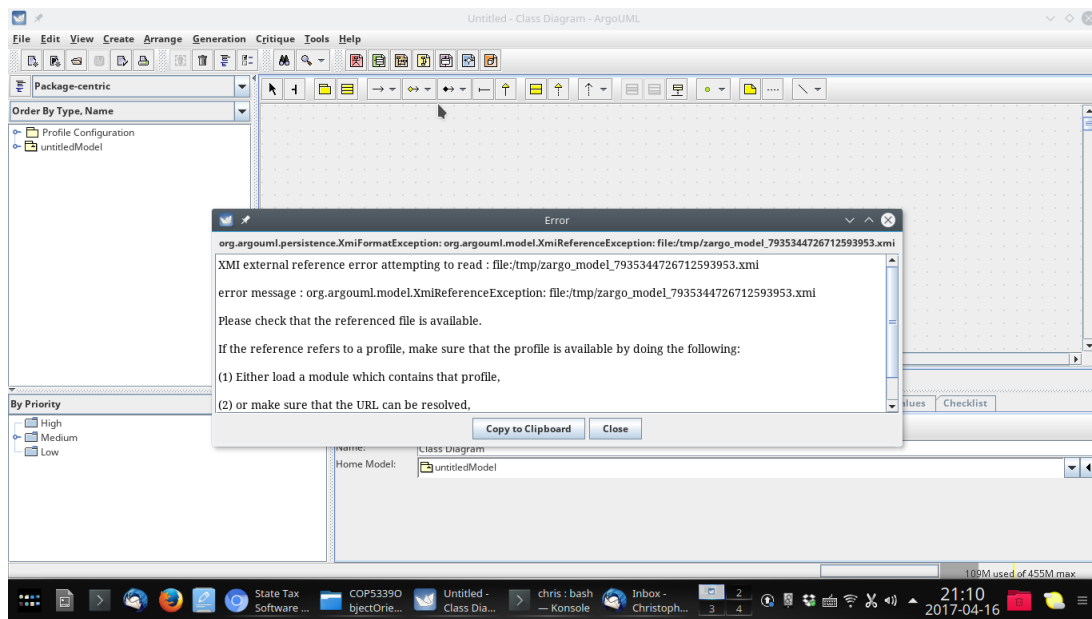 Untitled - Class Diagram - ArgoUML
File Edit View Create Arrange Generation Critique Tools Help
Package-centric
Order By Type, Name
Profile Configuration
untitledModel
Error
org.argouml.persistence.XmiFormatException: org.argouml.model.XmiReferenceException: file:/tmp/zargo_model_7935344726712593953.xmi
XMI external reference error attempting to read : file:/tmp/zargo_model_7935344726712593953.xmi
error message : org.argouml.model.XmiReferenceException: file:/tmp/zargo_model_7935344726712593953.xmi
Please check that the referenced file is available.
If the reference refers to a profile, make sure that the profile is available by doing the following:
(1) Either load a module which contains that profile,
(2) or make sure that the URL can be resolved,
Copy to Clipboard Close
By Priority
High
Medium
Low
alues Checklist
Name: Class Diagram
Home Model: untitledModel
109M used of 455M max
State Tax
Software ...
COP5339O
bjectOrie...
Untitled -
Class Dia...
chris : bash
— Konsole
Inbox -
Christoph...
2
3 4
21:10
2017-04-16